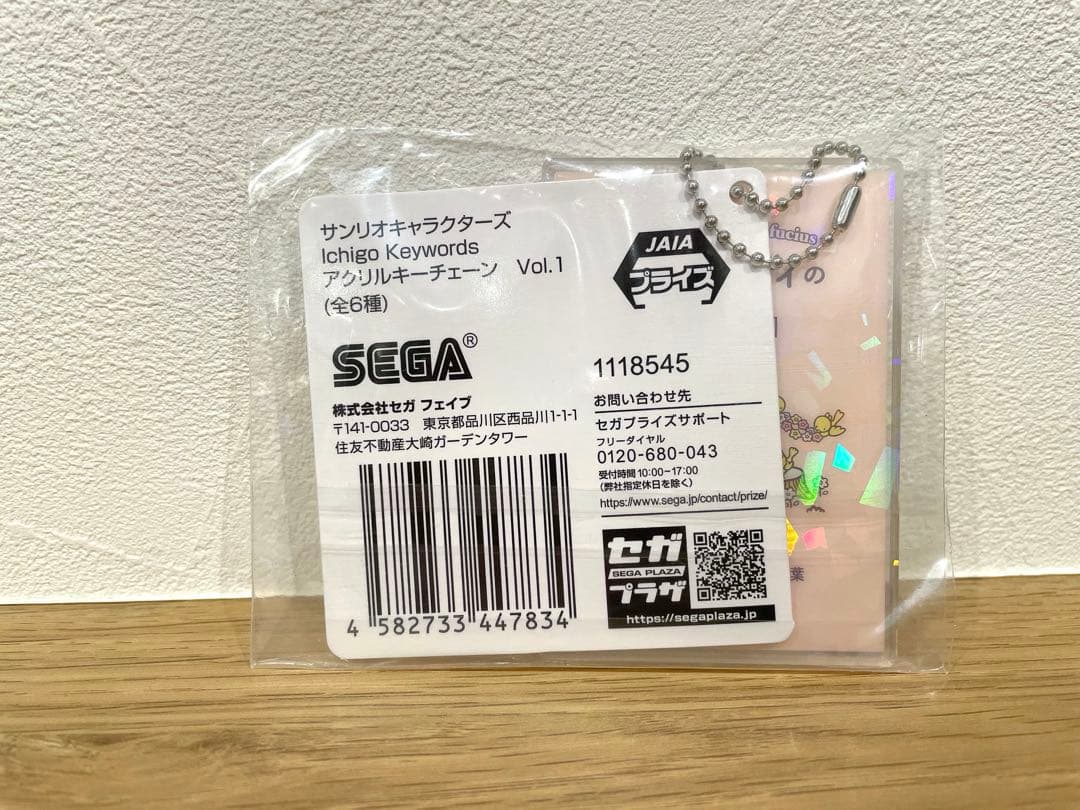 サンリオキャラクターズ
Ichigo Keywords
アクリルキーチェーン Vol.1
(全6種)
SEGA®
株式会社セガ フェイブ
〒141-0033 東京都品川区西品川1-1-1
住友不動産大崎ガーデンタワー
4 582733 447834
JAIA
プライズ
1118545
お問い合わせ先
セガプライズサポート
フリーダイヤル
0120-680-043
受付時間10:00~17:00
(弊社指定休日を除く)
https://www.sega.jp/contact/prize/
セガ
SEGA PLAZA
プラザ
https://segaplaza.jp
fucius
イの
葉